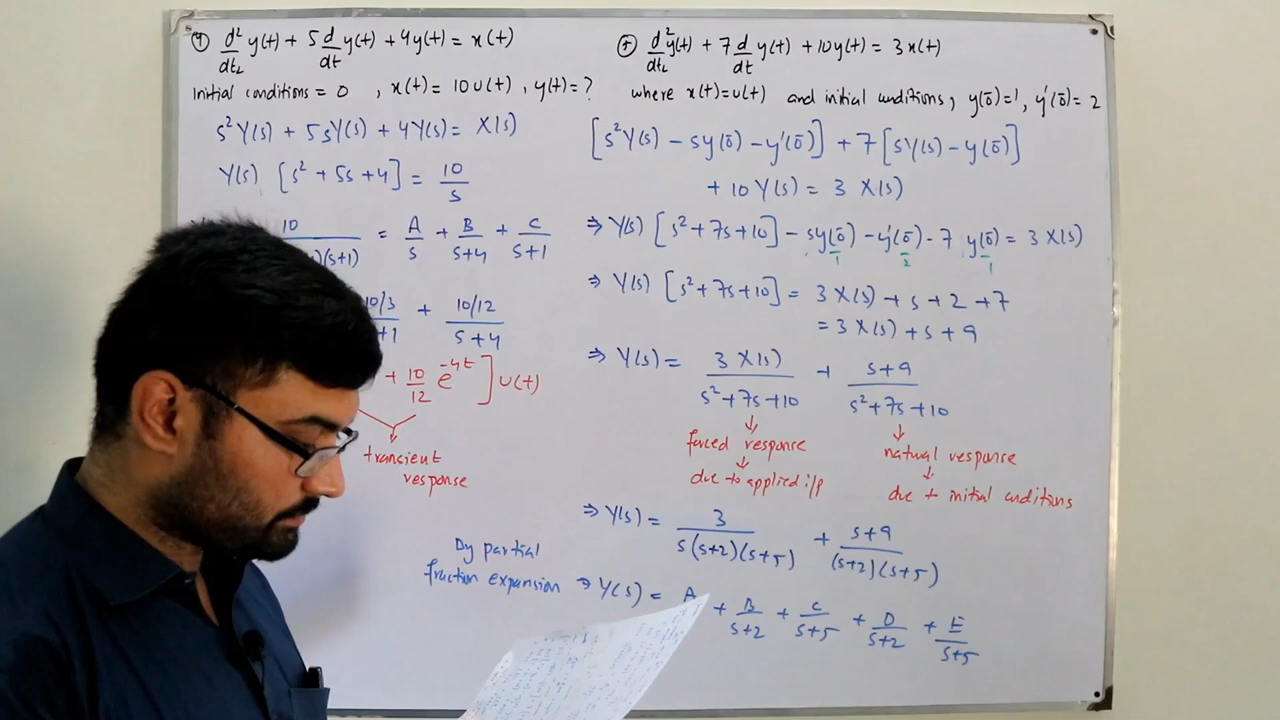 ① d²/dt² y(t) + 5 d/dt y(t) + 4y(t) = x(t)
Initial conditions = 0 , x(t) = 10 u(t) , y(t) = ?
s²Y(s) + 5sY(s) + 4Y(s) = X(s)
Y(s) [s² + 5s + 4] = 10/s
10 / (s+1) = A/s + B/s+4 + C/s+1
10/3 / +1 + 10/12 / s+4
+ 10/12 e^-4t ] u(t)
transient
response
② d²/dt² y(t) + 7 d/dt y(t) + 10y(t) = 3x(t)
where x(t)=u(t) and initial conditions, y(0̄)=1, y'(0̄)= 2
[s²Y(s) - sy(0̄) - y'(0̄)] + 7 [sY(s) - y(0̄)]
+ 10 Y(s) = 3 X(s)
⇒ Y(s) [s²+7s+10] - sy(0̄) - y'(0̄) - 7 y(0̄) = 3 X(s)
1 2 1
⇒ Y(s) [s²+7s+10] = 3 X(s) + s + 2 + 7
= 3 X(s) + s + 9
⇒ Y(s) = 3 X(s) / s²+7s+10 + s+9 / s²+7s+10
↓ ↓
forced response natural response
↓ ↓
due to applied i/p due to initial conditions
⇒ Y(s) = 3 / s(s+2)(s+5) + s+9 / (s+2)(s+5)
By partial
fraction expansion ⇒ Y(s) = A + B/s+2 + C/s+5 + D/s+2 + E/s+5